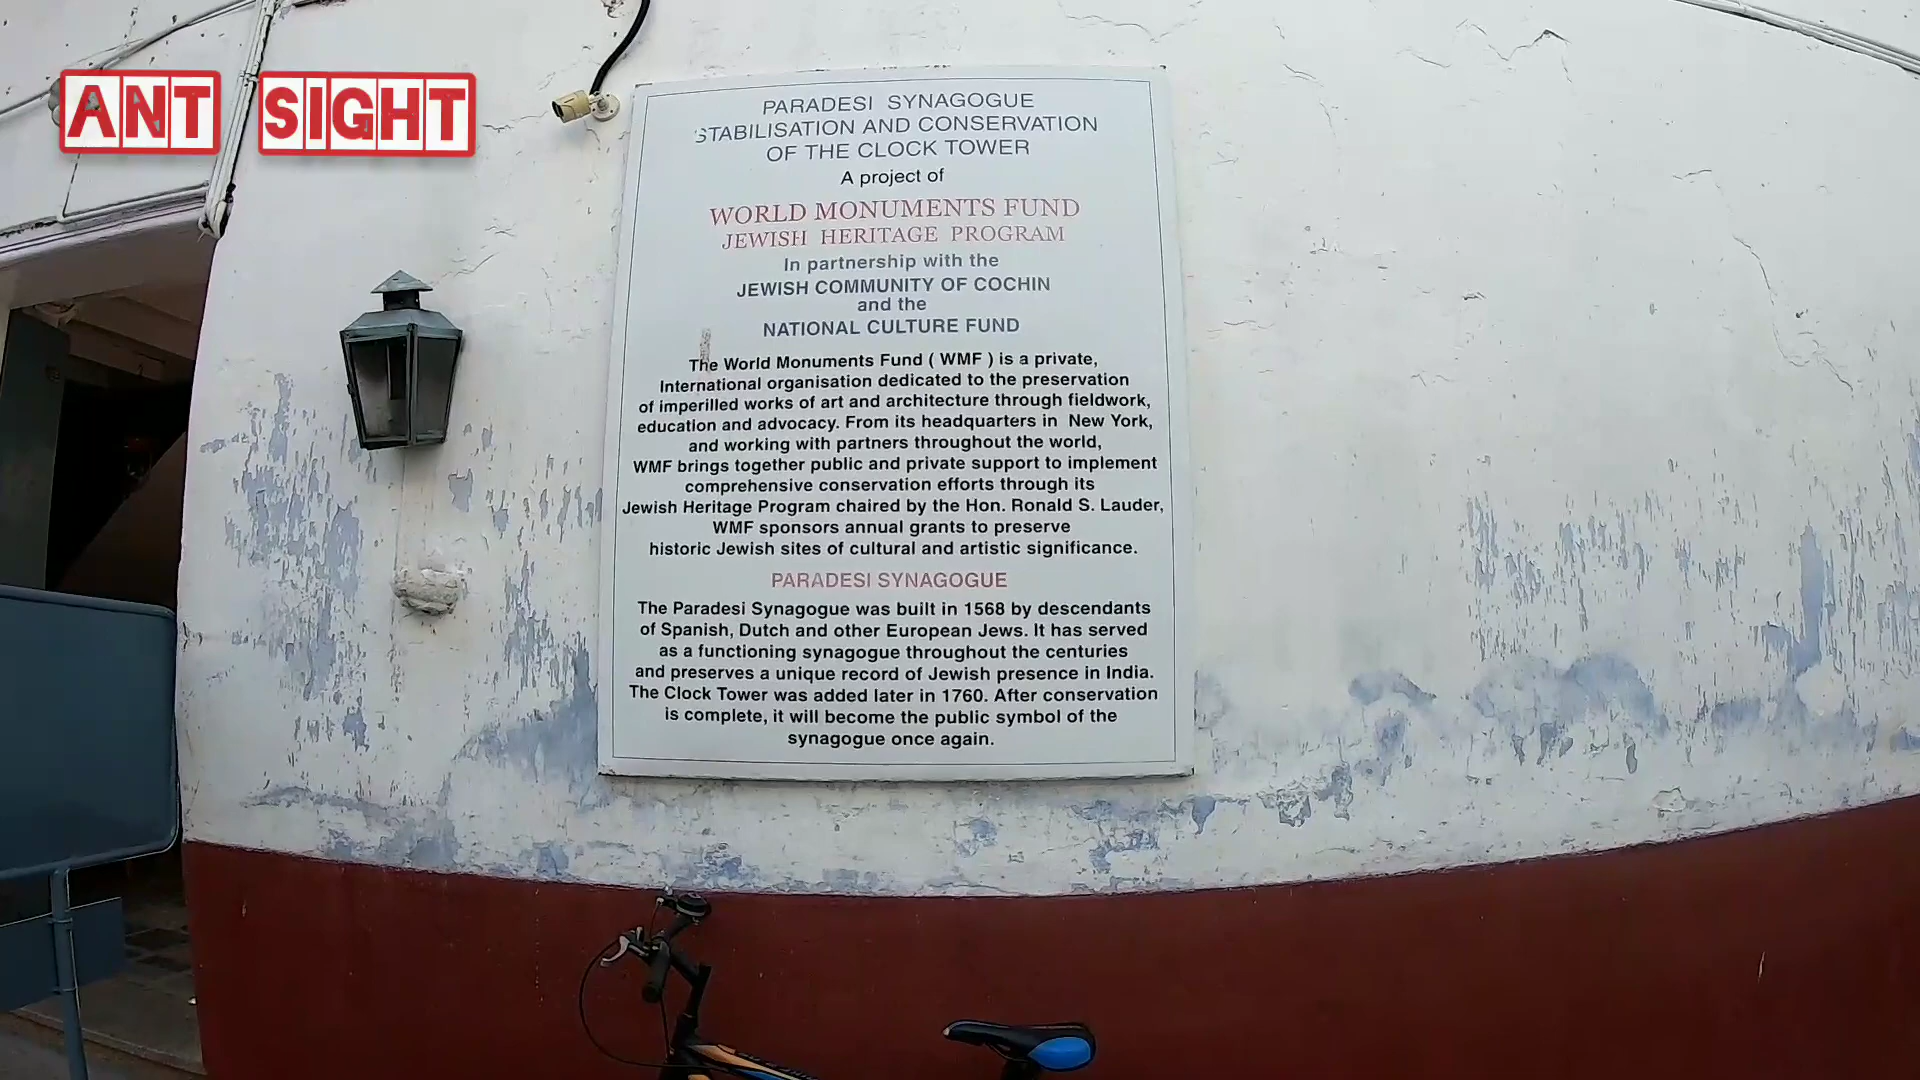 ANT SIGHT
PARADESI SYNAGOGUE
STABILISATION AND CONSERVATION
OF THE CLOCK TOWER
A project of
WORLD MONUMENTS FUND
JEWISH HERITAGE PROGRAM
In partnership with the
JEWISH COMMUNITY OF COCHIN
and the
NATIONAL CULTURE FUND
The World Monuments Fund ( WMF ) is a private,
International organisation dedicated to the preservation
of imperilled works of art and architecture through fieldwork,
education and advocacy. From its headquarters in New York,
and working with partners throughout the world,
WMF brings together public and private support to implement
comprehensive conservation efforts through its
Jewish Heritage Program chaired by the Hon. Ronald S. Lauder,
WMF sponsors annual grants to preserve
historic Jewish sites of cultural and artistic significance.
PARADESI SYNAGOGUE
The Paradesi Synagogue was built in 1568 by descendants
of Spanish, Dutch and other European Jews. It has served
as a functioning synagogue throughout the centuries
and preserves a unique record of Jewish presence in India.
The Clock Tower was added later in 1760. After conservation
is complete, it will become the public symbol of the
synagogue once again.